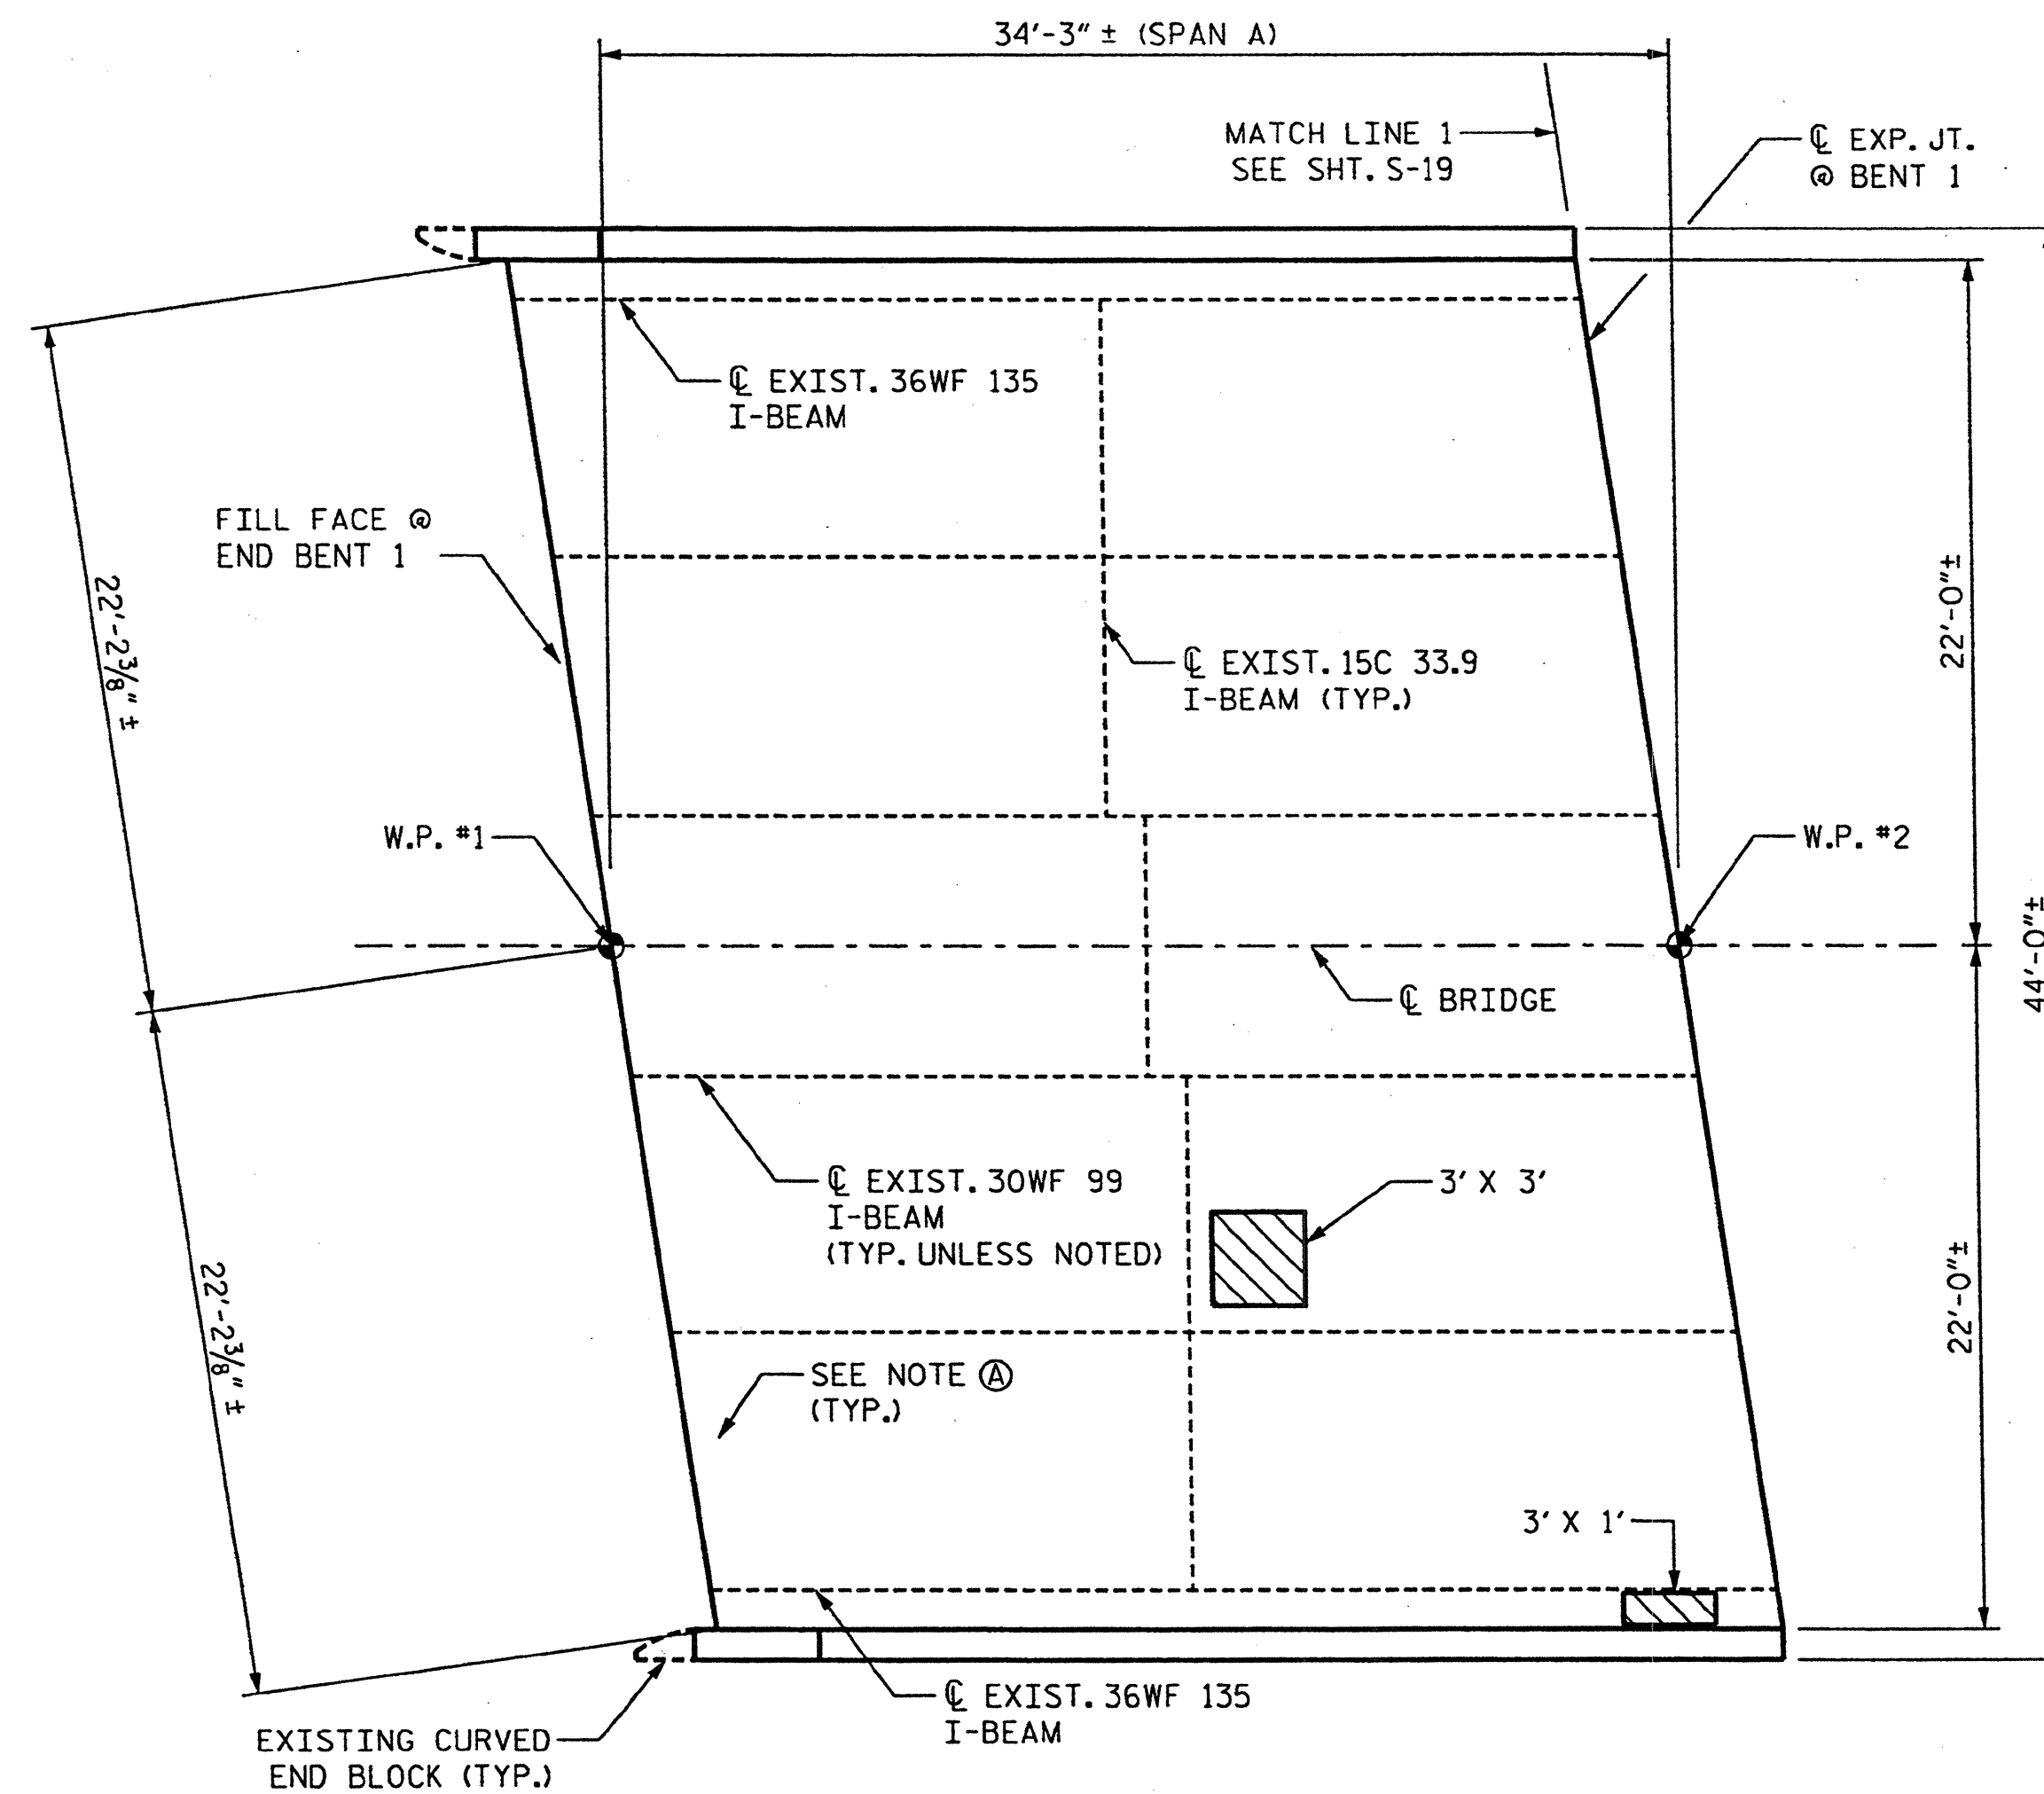 34'-3" ± (SPAN A)
MATCH LINE 1
SEE SHT. S-19
℄ EXP. JT.
@ BENT 1
℄ EXIST. 36WF 135
I-BEAM
FILL FACE @
END BENT 1
22'-2⅜" ±
22'-0"±
℄ EXIST. 15C 33.9
I-BEAM (TYP.)
W.P. #1
W.P. #2
44'-0"±
℄ BRIDGE
℄ EXIST. 30WF 99
I-BEAM
(TYP. UNLESS NOTED)
3' X 3'
22'-2⅜" ±
22'-0"±
SEE NOTE Ⓐ
(TYP.)
3' X 1'
℄ EXIST. 36WF 135
I-BEAM
EXISTING CURVED
END BLOCK (TYP.)